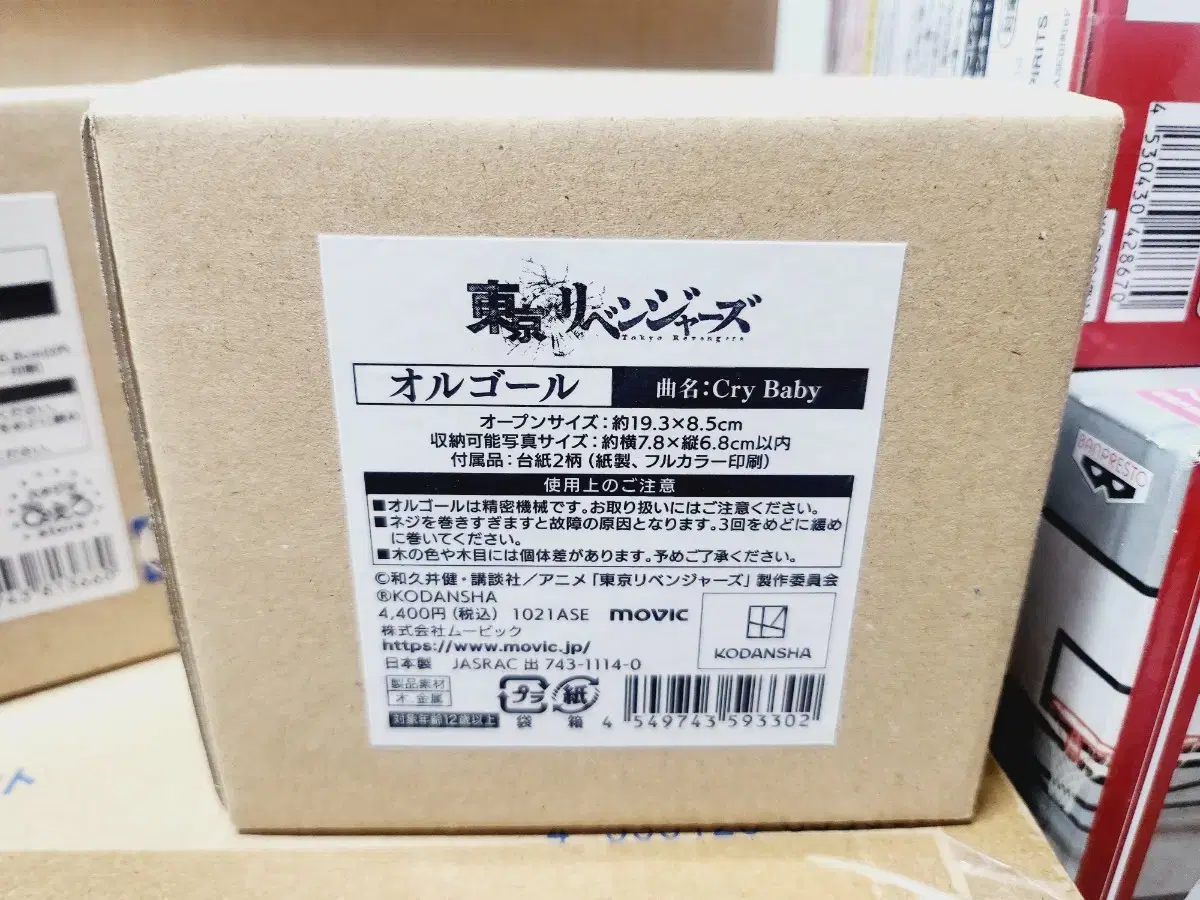 東京リベンジャーズ
Tokyo Revengers
オルゴール
曲名:Cry Baby
オープンサイズ:約19.3×8.5cm
収納可能写真サイズ:約横7.8×縦6.8cm以内
付属品:台紙2柄(紙製、フルカラー印刷)
使用上のご注意
■オルゴールは精密機械です。お取り扱いにはご注意ください。
■ネジを巻きすぎますと故障の原因となります。3回をめどに緩め
に巻いてください。
■木の色や木目には個体差があります。予めご了承ください。
©和久井健・講談社/アニメ「東京リベンジャーズ」製作委員会
®KODANSHA
4,400円(税込) 1021ASE movic
株式会社ムービック
https://www.movic.jp/
日本製 JASRAC 出 743-1114-0
KODANSHA
製品素材
木 金属
対象年齢12歳以上
プラ
袋
紙
箱
4 549743 593302
4 530430 428670
BANPRESTO
PIRITS